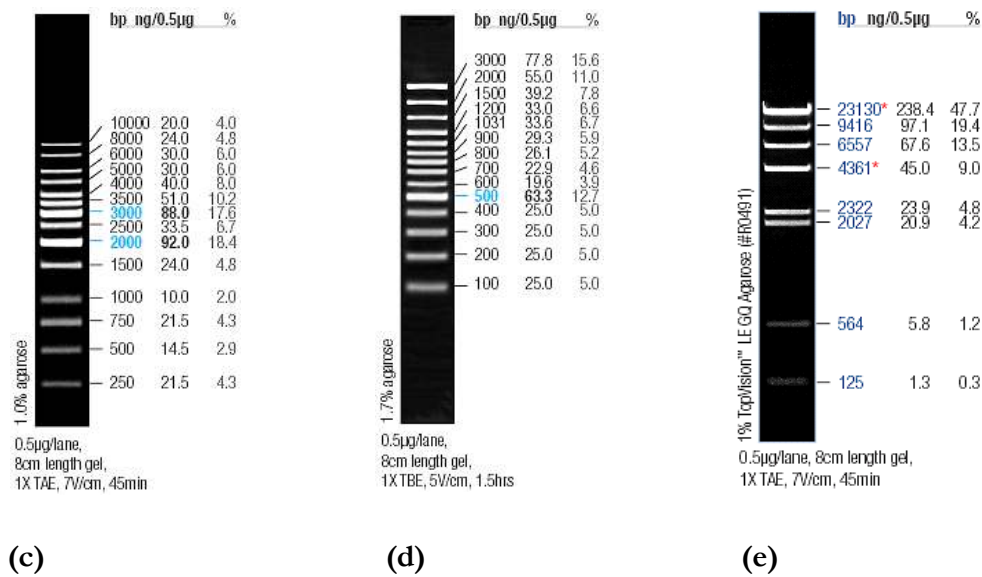 bp ng/0.5µg %
10000 20.0 4.0
8000 24.0 4.8
6000 30.0 6.0
5000 30.0 6.0
4000 40.0 8.0
3500 51.0 10.2
3000 88.0 17.6
2500 33.5 6.7
2000 92.0 18.4
1500 24.0 4.8
1000 10.0 2.0
750 21.5 4.3
500 14.5 2.9
250 21.5 4.3
1.0% agarose
0.5µg/lane,
8cm length gel,
1X TAE, 7V/cm, 45min
(c)
bp ng/0.5µg %
3000 77.8 15.6
2000 55.0 11.0
1500 39.2 7.8
1200 33.0 6.6
1031 33.6 6.7
900 29.3 5.9
800 26.1 5.2
700 22.9 4.6
600 19.6 3.9
500 63.3 12.7
400 25.0 5.0
300 25.0 5.0
200 25.0 5.0
100 25.0 5.0
1.7% agarose
0.5µg/lane,
8cm length gel,
1X TBE, 5V/cm, 1.5hrs
(d)
bp ng/0.5µg %
23130* 238.4 47.7
9416 97.1 19.4
6557 67.6 13.5
4361* 45.0 9.0
2322 23.9 4.8
2027 20.9 4.2
564 5.8 1.2
125 1.3 0.3
1% TopVision™ LE GQ Agarose (#R0491)
0.5µg/lane, 8cm length gel,
1X TAE, 7V/cm, 45min
(e)